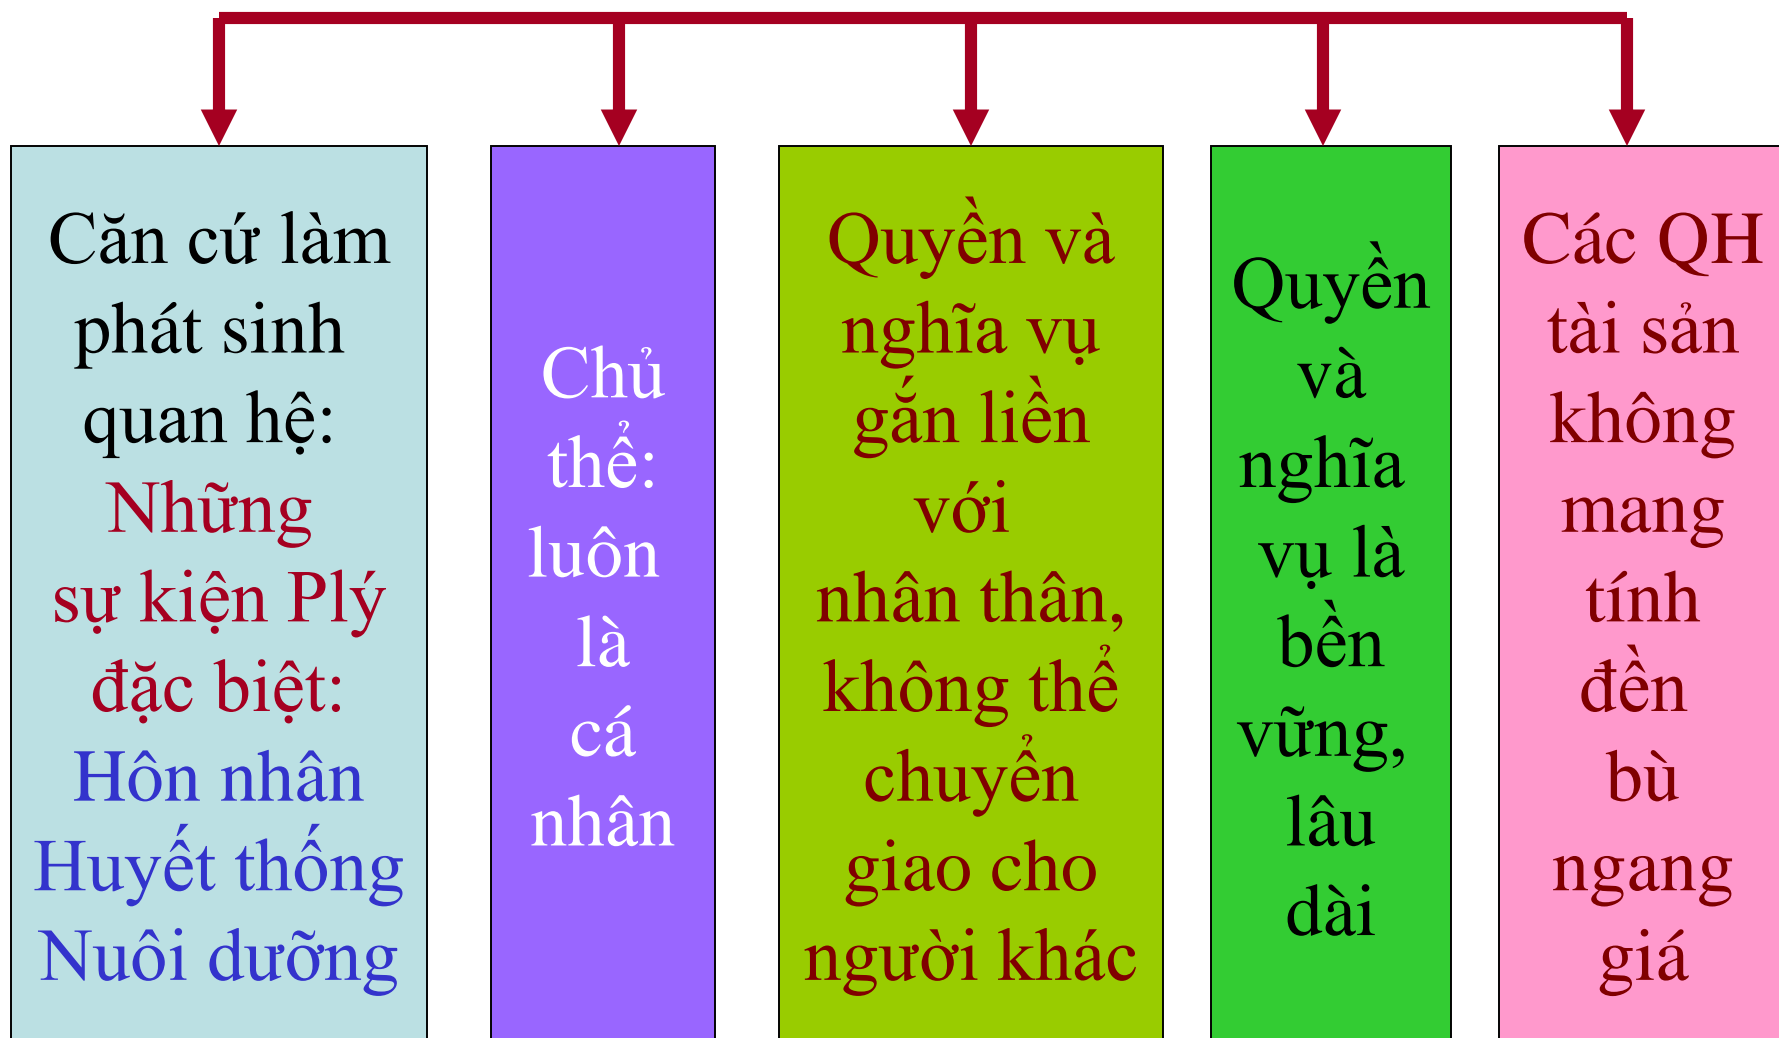 Căn cứ làm
phát sinh
quan hệ:
Những
sự kiện Plý
đặc biệt:
Hôn nhân
Huyết thống
Nuôi dưỡng
Chủ
thể:
luôn
là
cá
nhân
Quyền và
nghĩa vụ
gắn liền
với
nhân thân,
không thể
chuyển
giao cho
người khác
Quyền
và
nghĩa
vụ là
bền
vững,
lâu
dài
Các QH
tài sản
không
mang
tính
đền
bù
ngang
giá